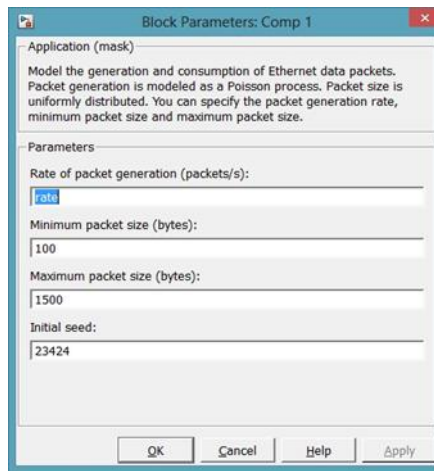 Block Parameters: Comp 1
Application (mask)
Model the generation and consumption of Ethernet data packets.
Packet generation is modeled as a Poisson process. Packet size is
uniformly distributed. You can specify the packet generation rate,
minimum packet size and maximum packet size.
Parameters
Rate of packet generation (packets/s):
rate
Minimum packet size (bytes):
100
Maximum packet size (bytes):
1500
Initial seed:
23424
OK Cancel Help Apply